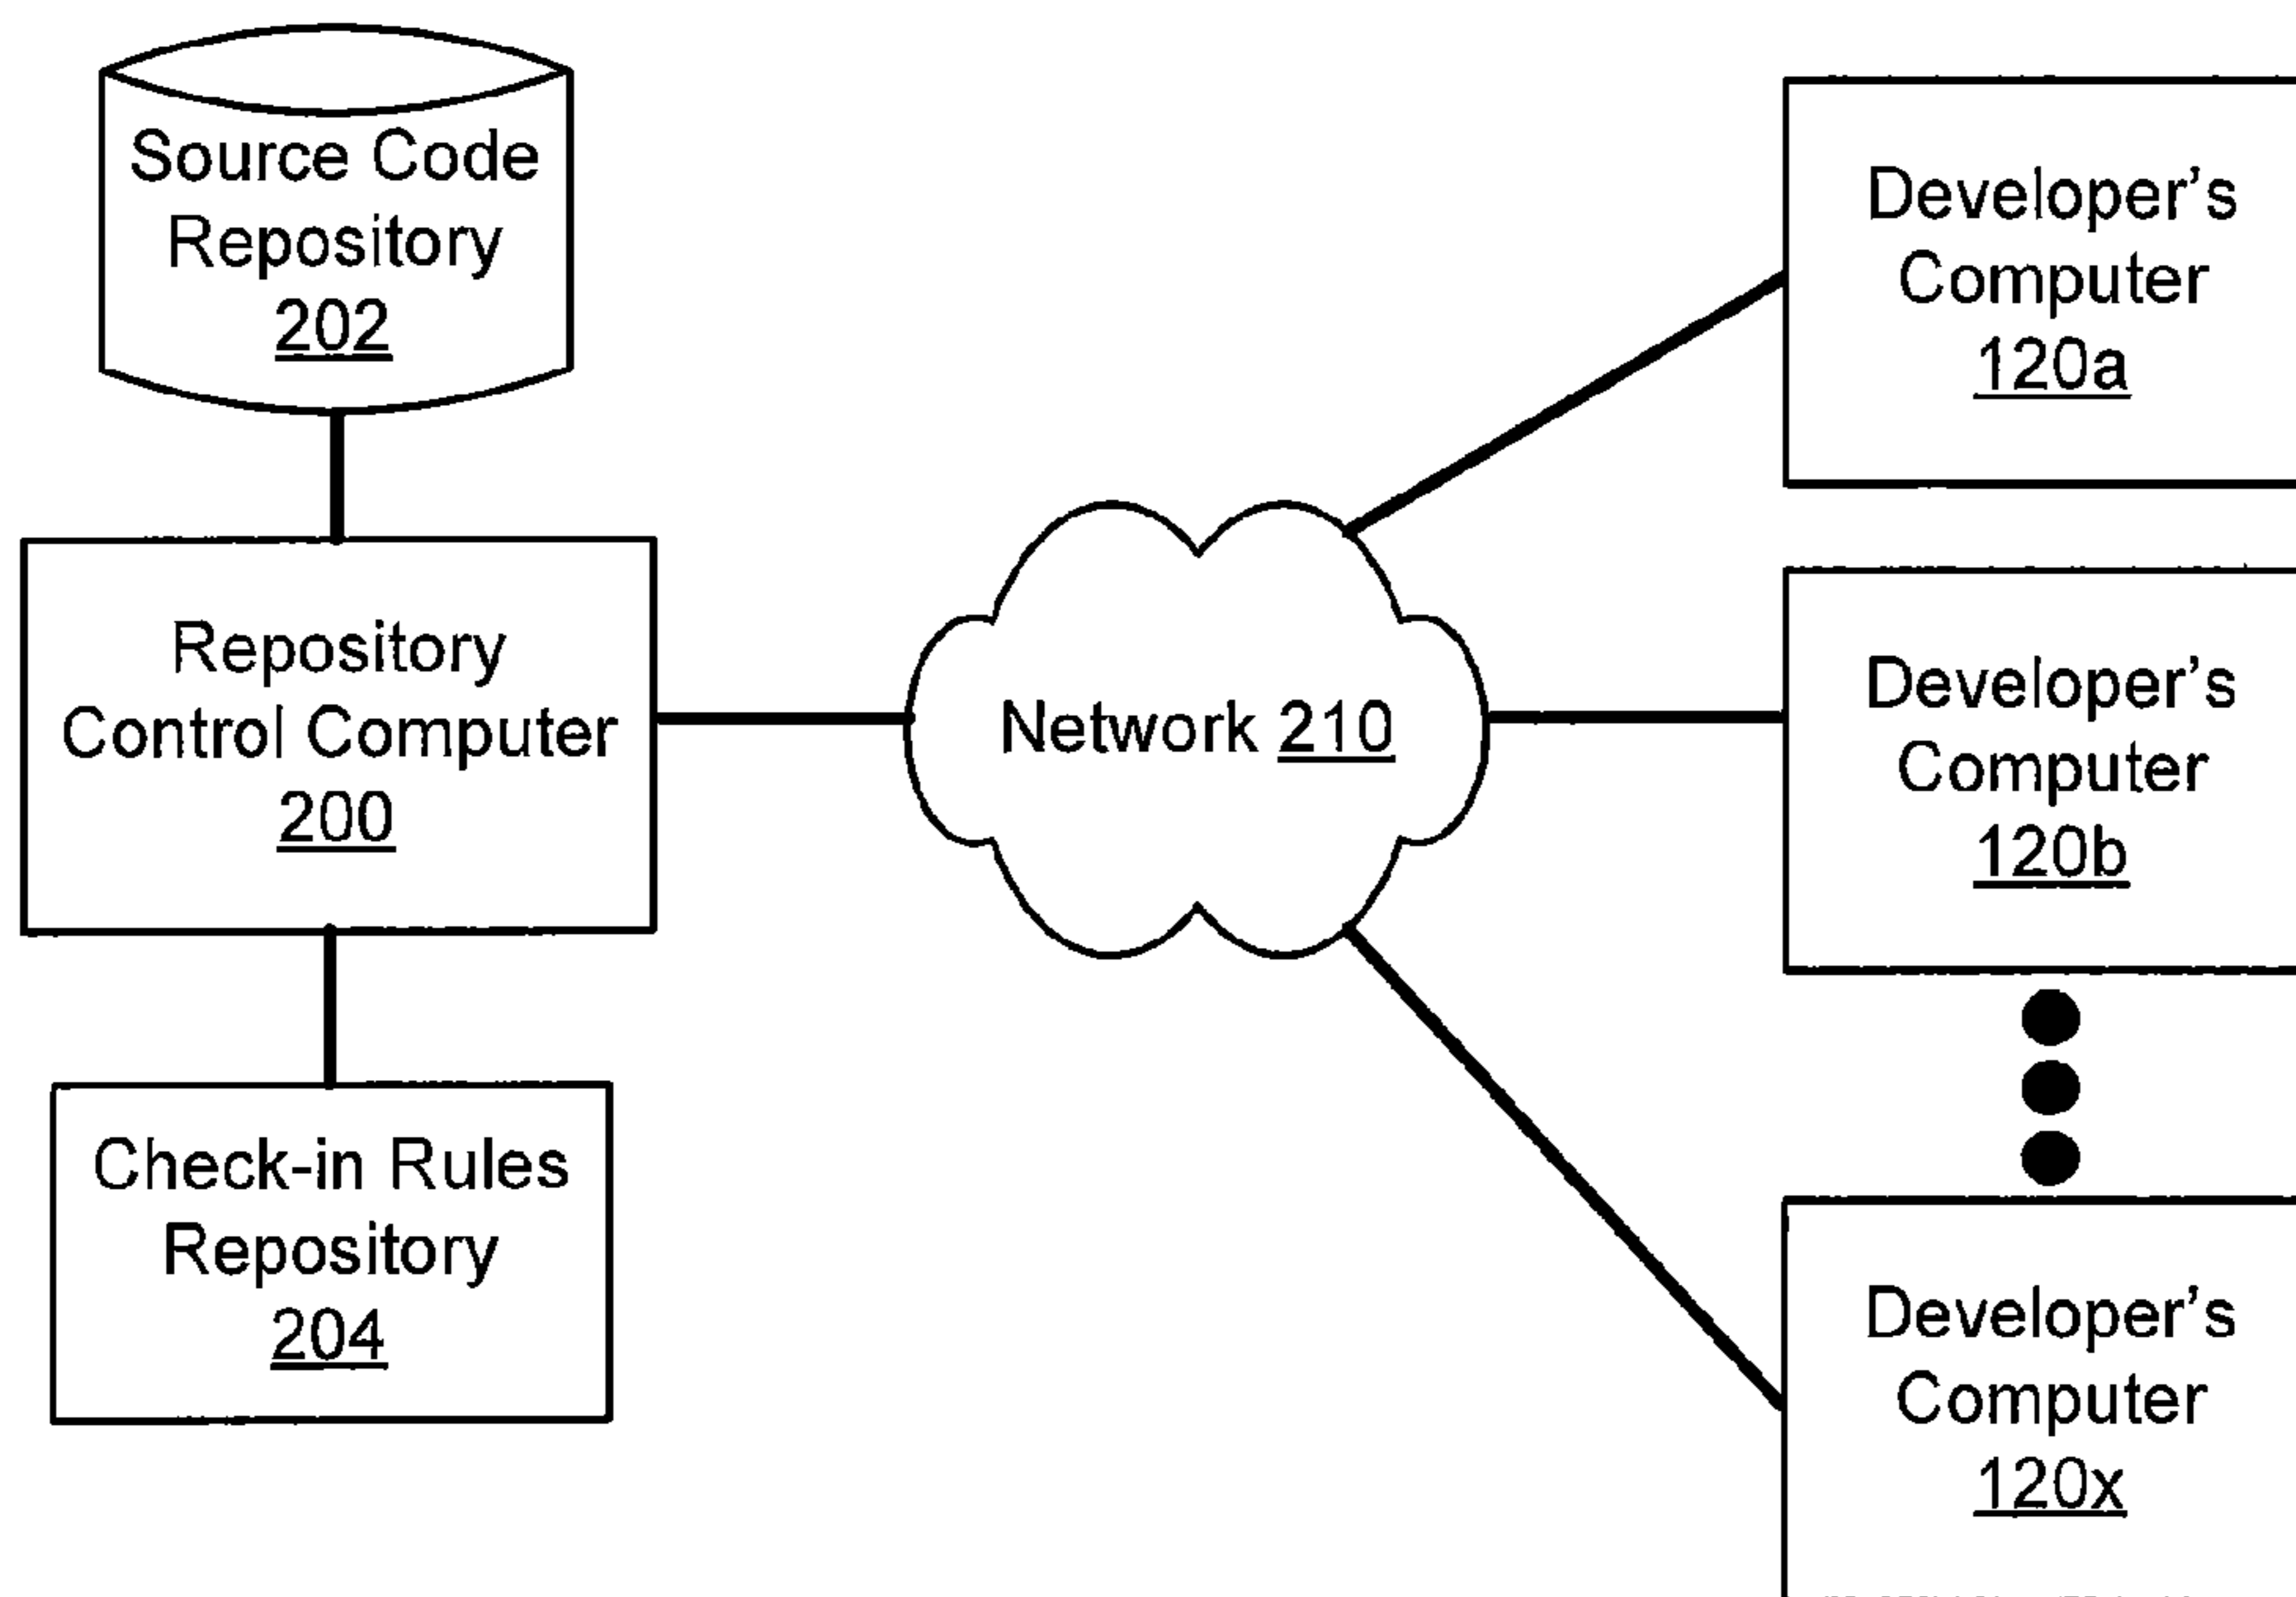 Source Code
Repository
202
Repository
Control Computer
200
Check-in Rules
Repository
204
Network 210
Developer's
Computer
120a
Developer's
Computer
120b
Developer's
Computer
120x